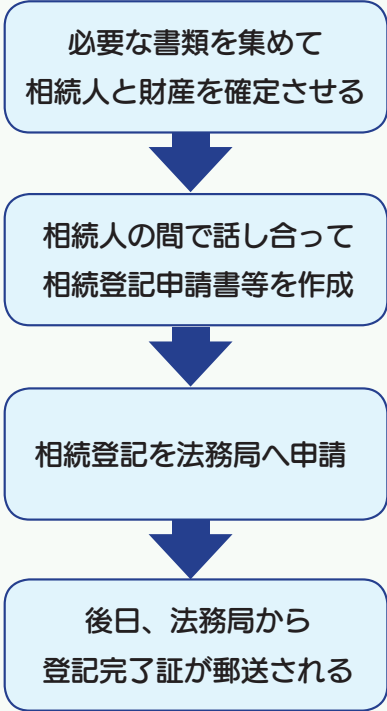 必要な書類を集めて
相続人と財産を確定させる
相続人の間で話し合って
相続登記申請書等を作成
相続登記を法務局へ申請
後日、法務局から
登記完了証が郵送される